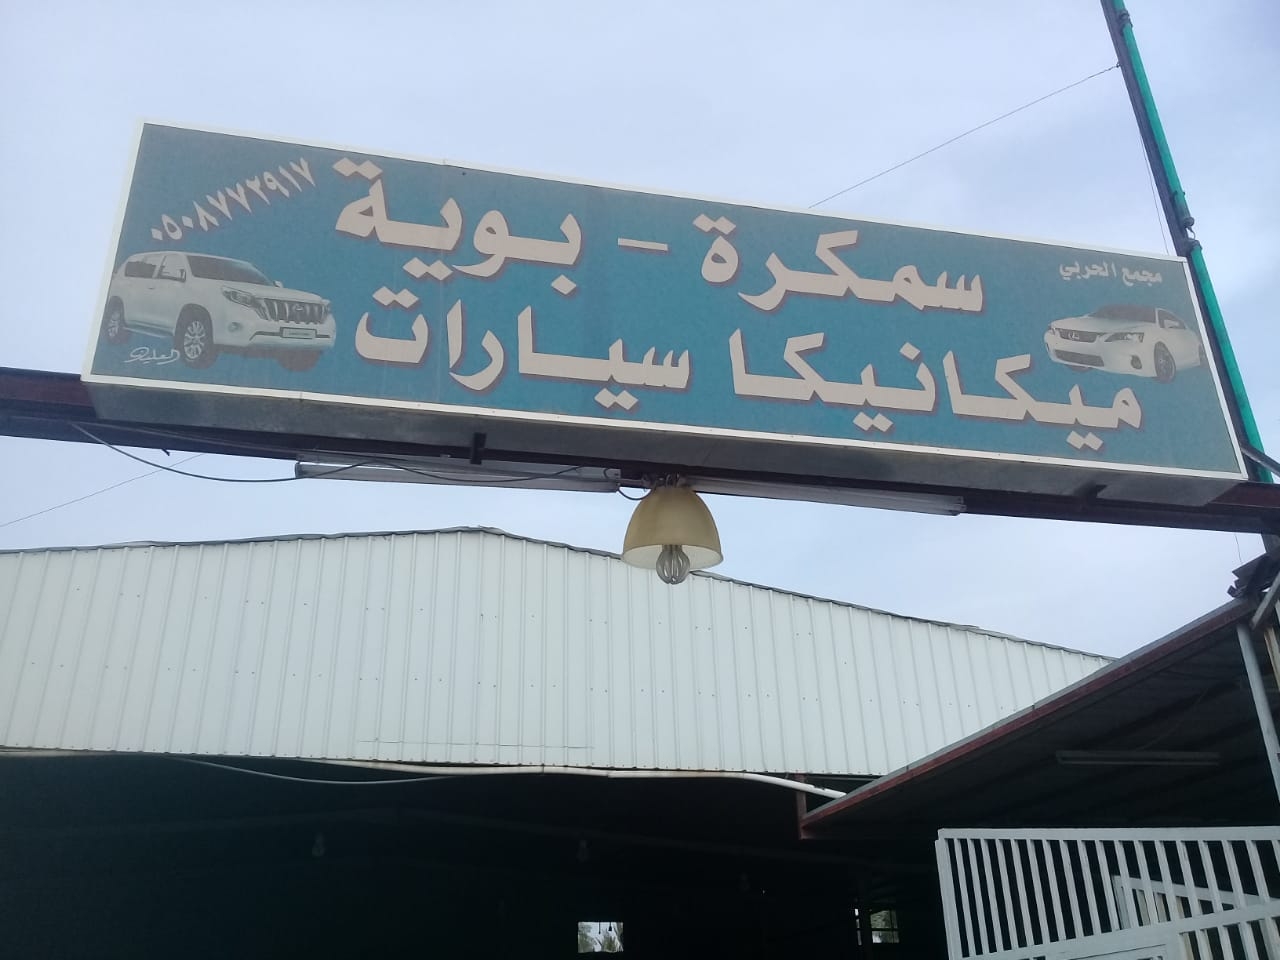 مجمع الحربي
سمكرة - بوية
ميكانيكا سيارات
٠٥٠٨٧٧٢٩١٧